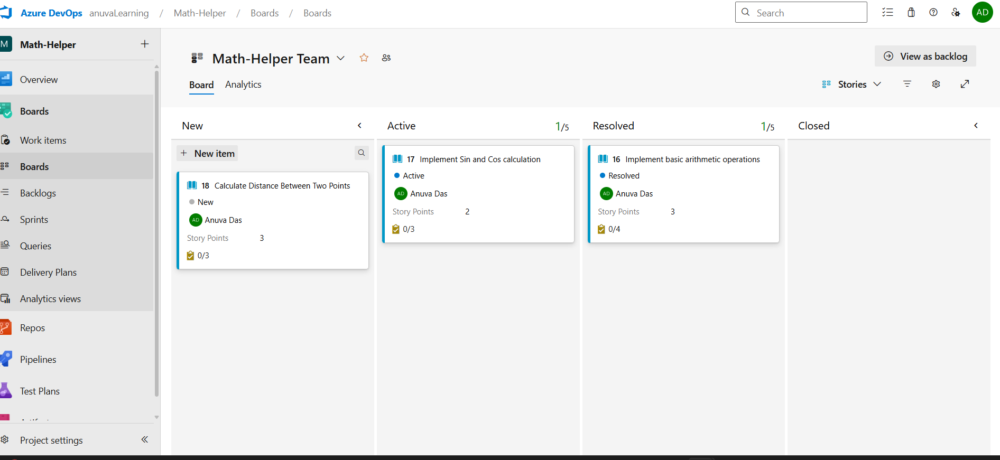 Azure DevOps anuvaLearning / Math-Helper / Boards / Boards
Search
AD
M Math-Helper
Overview
Boards
Work items
Boards
Backlogs
Sprints
Queries
Delivery Plans
Analytics views
Repos
Pipelines
Test Plans
Project settings
Math-Helper Team
View as backlog
Board Analytics
Stories
New
New item
18 Calculate Distance Between Two Points
New
AD Anuva Das
Story Points 3
0/3
Active 1/5
17 Implement Sin and Cos calculation
Active
AD Anuva Das
Story Points 2
0/3
Resolved 1/5
16 Implement basic arithmetic operations
Resolved
AD Anuva Das
Story Points 3
0/4
Closed